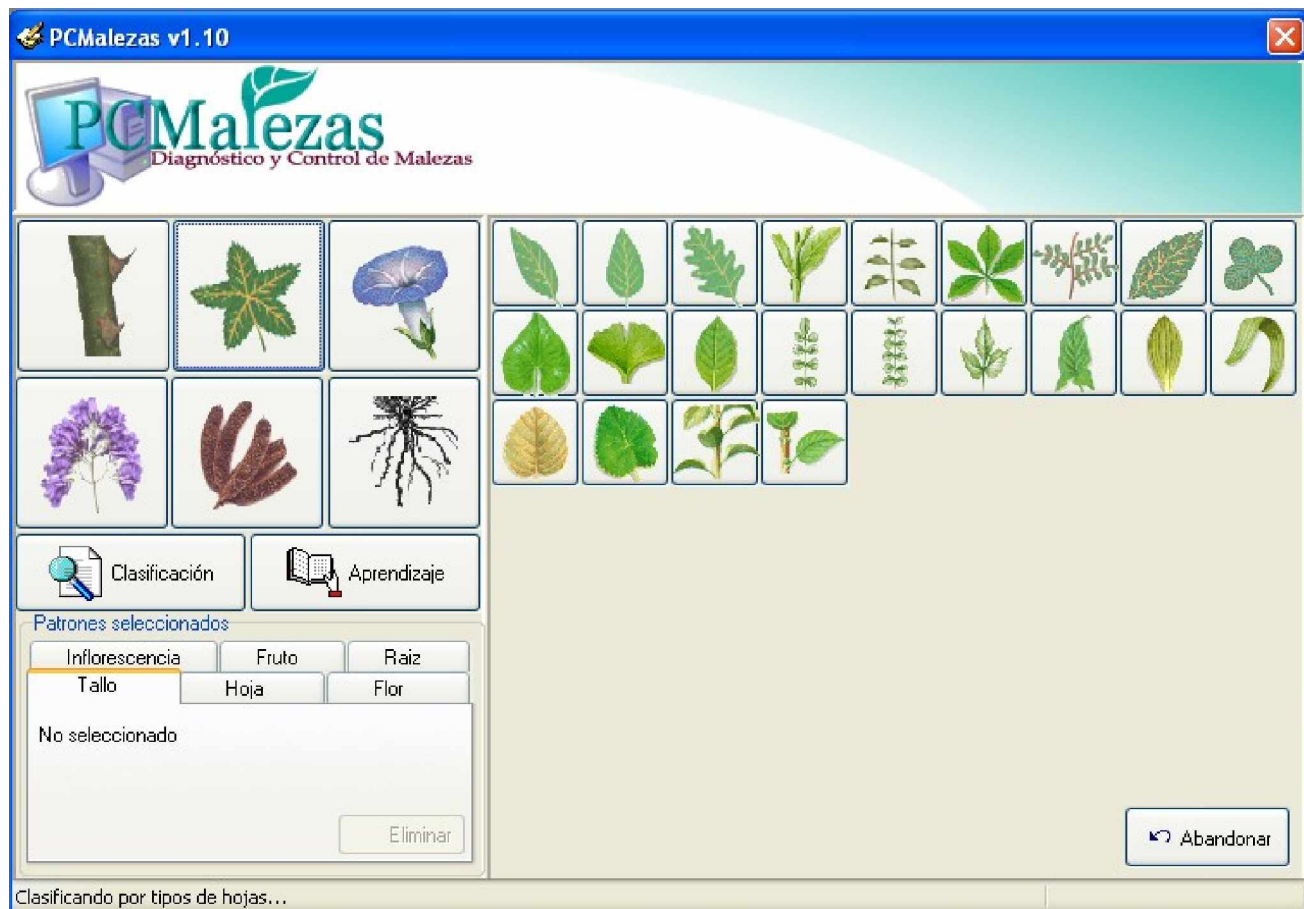 PCMalezas v1.10
PCMalezas
Diagnóstico y Control de Malezas
Clasificación
Aprendizaje
Patrones seleccionados
Inflorescencia Fruto Raiz
Tallo Hoja Flor
No seleccionado
Eliminar
Abandonar
Clasificando por tipos de hojas...